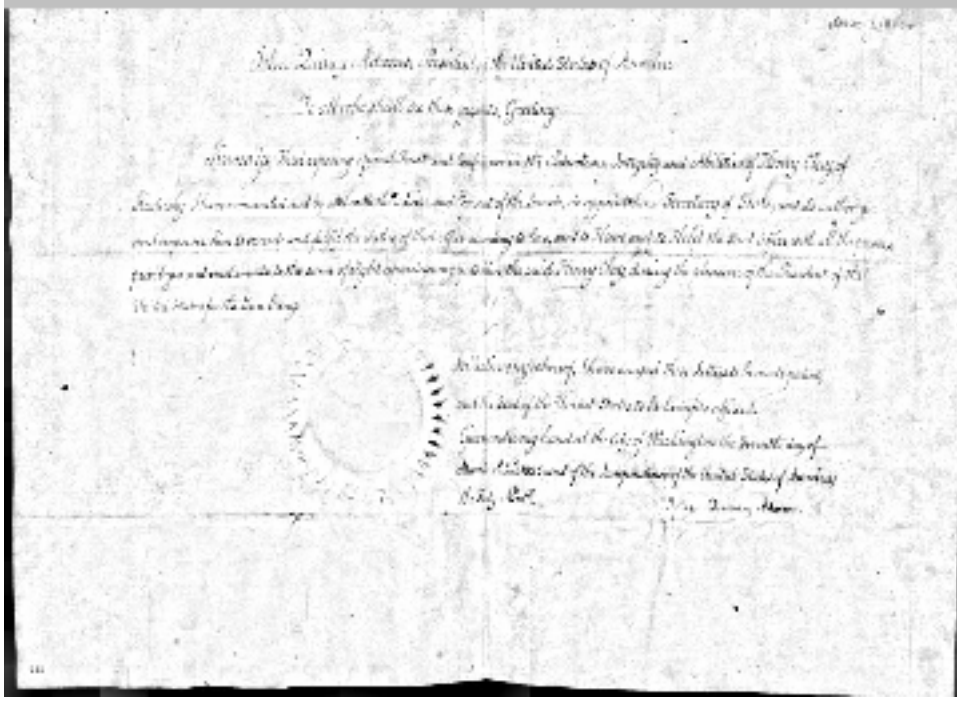 John Quincy Adams, President of the United States of America
To all who shall see these presents, Greeting
Know Ye, That reposing special Trust and Confidence in the Patriotism, Integrity and Abilities of Henry Clay of
Kentucky I have nominated and by and with the Advice and Consent of the Senate, do appoint him Secretary of State, and do authorize
and empower him to execute and fulfil the duties of that office according to law, and to Have and to Hold the said office with all the powers
privileges and emoluments to the same of right appertaining unto him the said Henry Clay during the pleasure of the President of the
United States for the time being
In testimony whereof, I have caused these Letters to be made patent,
and the Seal of the United States to be hereunto affixed.
Given under my hand at the City of Washington the seventh day of
March and of the Independence of the United States of America
Forty Ninth
John Quincy Adams.